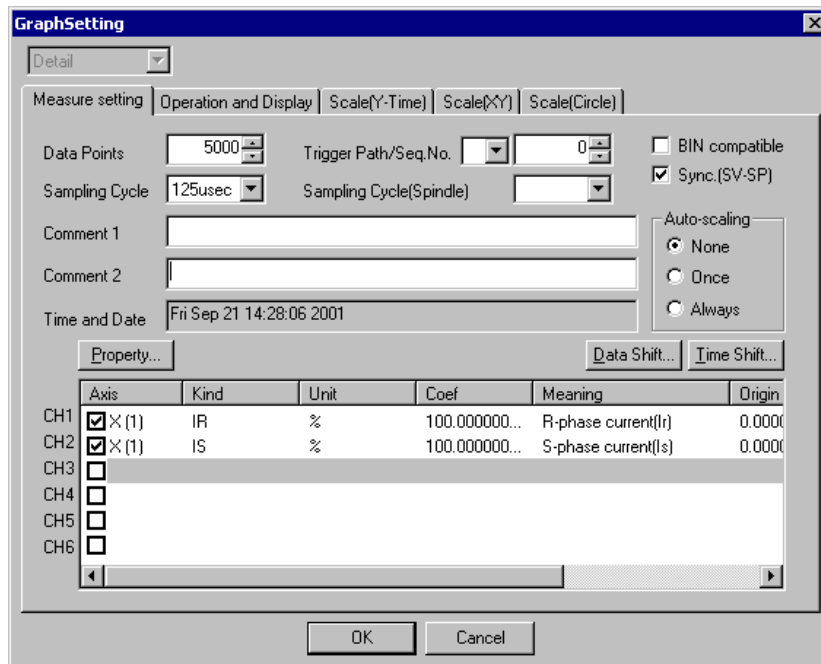 GraphSetting
Detail
Measure setting Operation and Display Scale(Y-Time) Scale(XY) Scale(Circle)
Data Points 5000 Trigger Path/Seq.No. 0 BIN compatible
Sampling Cycle 125usec Sampling Cycle(Spindle) Sync.(SV-SP)
Comment 1 Auto-scaling
None
Comment 2 Once
Time and Date Fri Sep 21 14:28:06 2001 Always
Property... Data Shift... Time Shift...
Axis Kind Unit Coef Meaning Origin
CH1 X (1) IR % 100.000000... R-phase current(Ir) 0.0000
CH2 X (1) IS % 100.000000... S-phase current(Is) 0.0000
CH3
CH4
CH5
CH6
OK Cancel